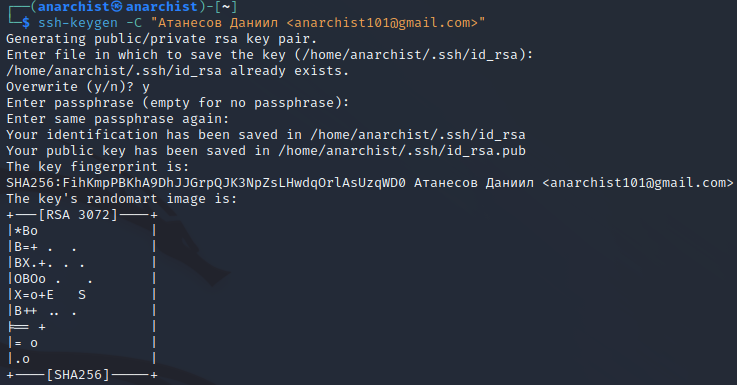 ┌──(anarchist㉿anarchist)-[~]
└─$ ssh-keygen -C "Атанесов Даниил <anarchist101@gmail.com>"
Generating public/private rsa key pair.
Enter file in which to save the key (/home/anarchist/.ssh/id_rsa):
/home/anarchist/.ssh/id_rsa already exists.
Overwrite (y/n)? y
Enter passphrase (empty for no passphrase):
Enter same passphrase again:
Your identification has been saved in /home/anarchist/.ssh/id_rsa
Your public key has been saved in /home/anarchist/.ssh/id_rsa.pub
The key fingerprint is:
SHA256:FihKmpPBKhA9DhJJGrpQJK3NpZsLHwdqOrlAsUzqWD0 Атанесов Даниил <anarchist101@gmail.com>
The key's randomart image is:
+---[RSA 3072]----+
|*Bo              |
|B=+ .  .         |
|BX.+. . .        |
|OBOo .   .       |
|X=o+E   S        |
|B++ .. .         |
|== +             |
|= o              |
|.o               |
+----[SHA256]-----+